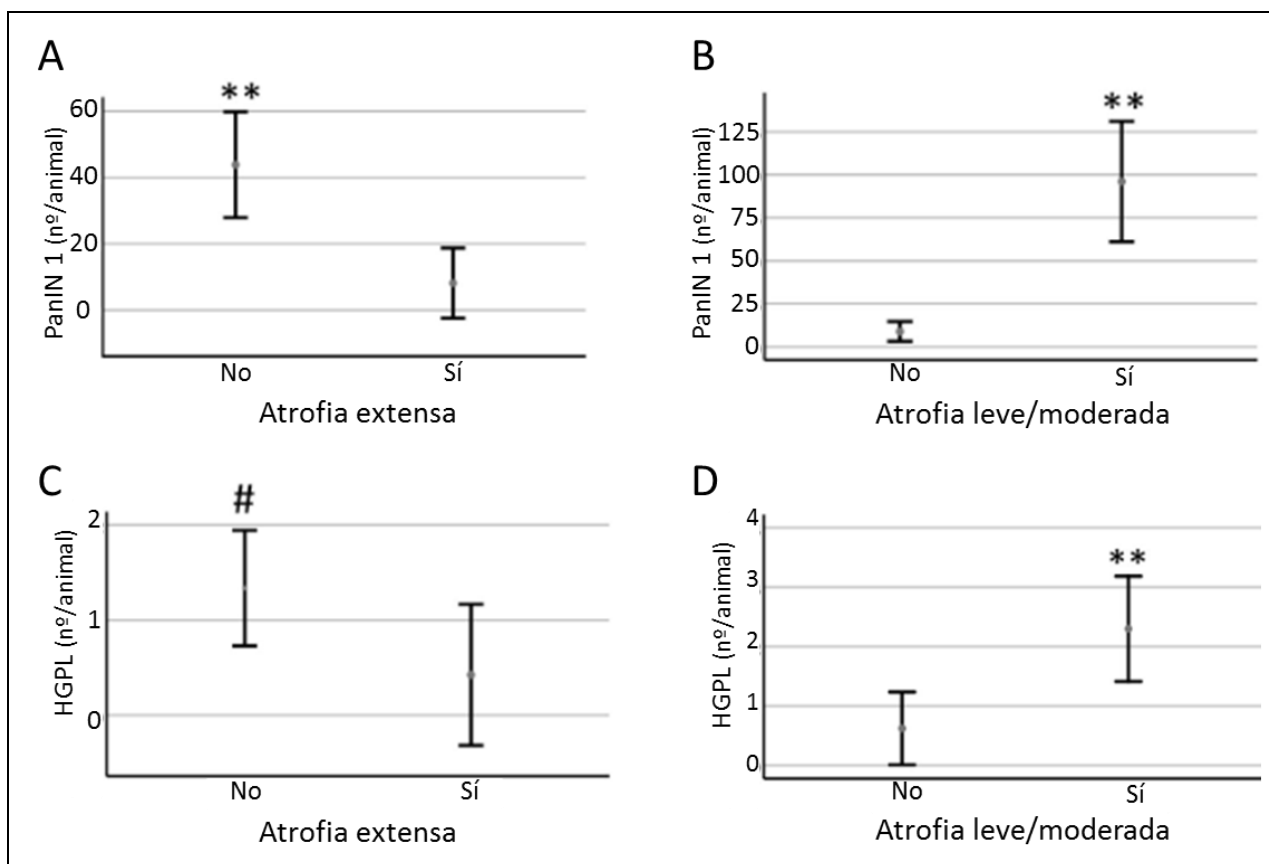 A
**
60
40
20
0
PanIN 1 (nº/animal)
No
Sí
Atrofia extensa
B
**
125
100
75
50
25
0
PanIN 1 (nº/animal)
No
Sí
Atrofia leve/moderada
C
#
2
1
0
HGPL (nº/animal)
No
Sí
Atrofia extensa
D
**
4
3
2
1
0
HGPL (nº/animal)
No
Sí
Atrofia leve/moderada